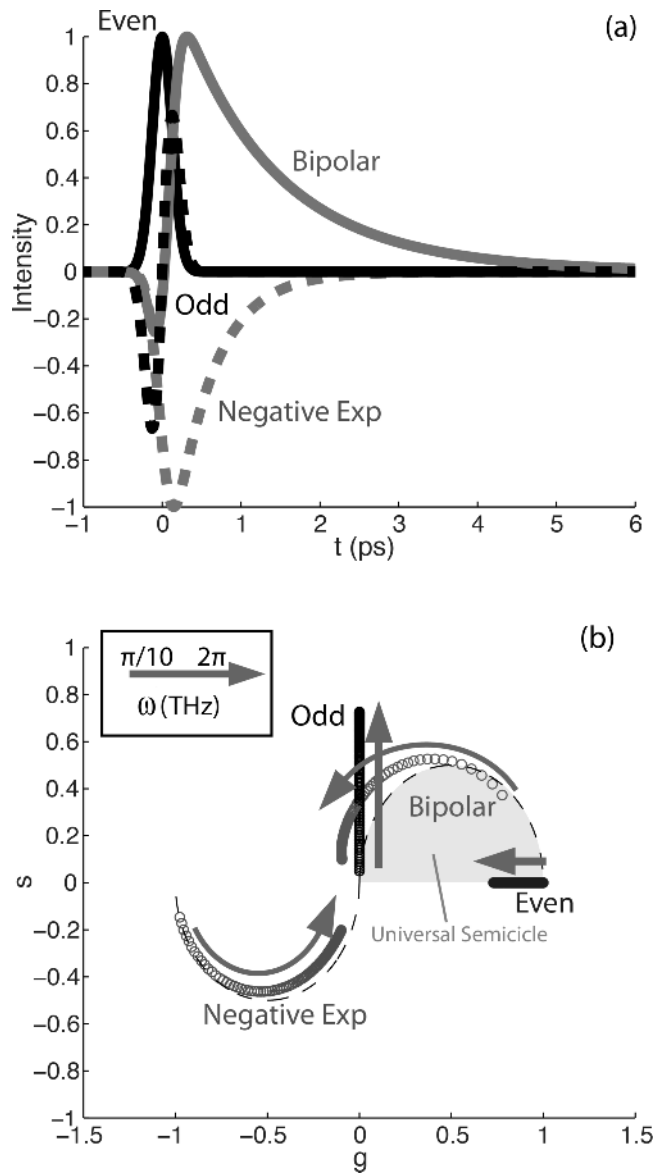 Even
(a)
1
0.8
0.6
0.4
0.2
0
−0.2
−0.4
−0.6
−0.8
−1
Intensity
Bipolar
Odd
Negative Exp
−1 0 1 2 3 4 5 6
t (ps)
(b)
1
0.8
0.6
0.4
0.2
0
−0.2
−0.4
−0.6
−0.8
−1
s
π/10 2π
ω (THz)
Odd
Bipolar
Even
Universal Semicicle
Negative Exp
−1.5 −1 −0.5 0 0.5 1 1.5
g